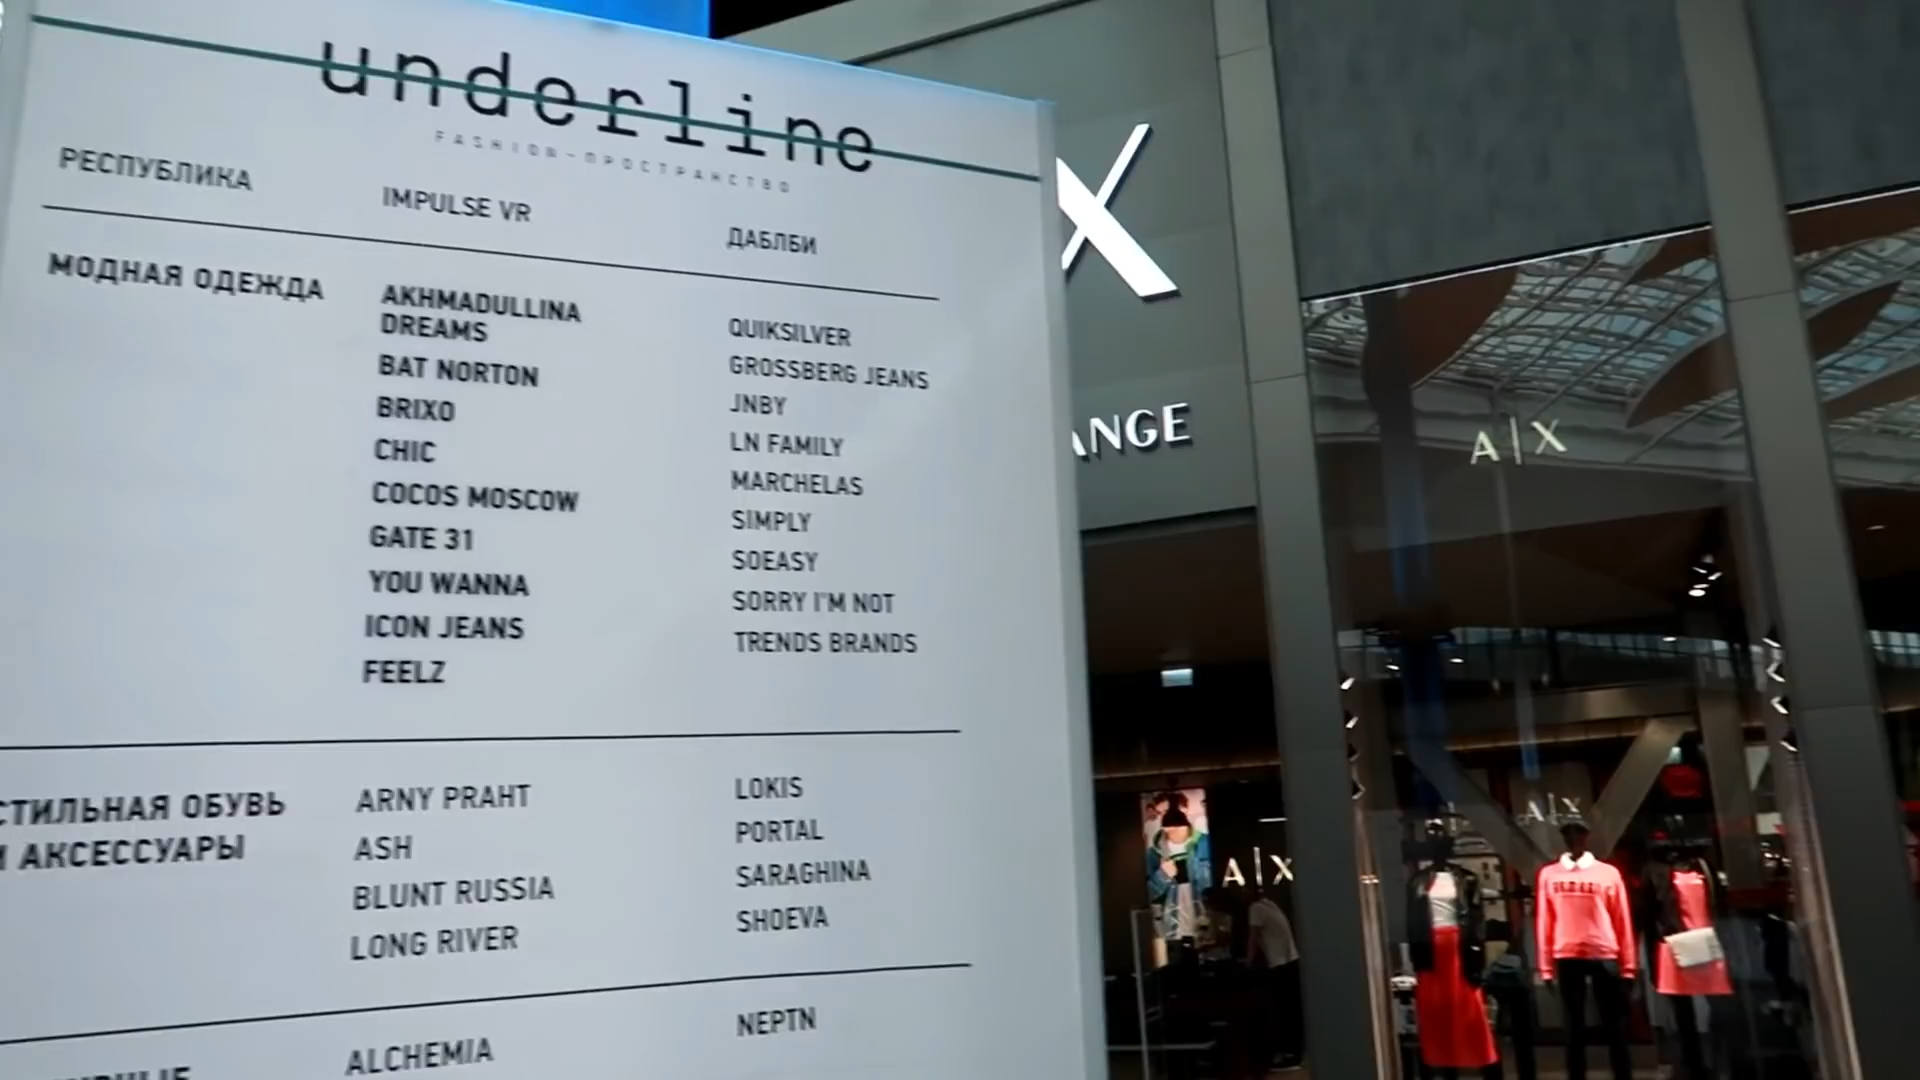 underline
FASHION-ПРОСТРАНСТВО
РЕСПУБЛИКА
IMPULSE VR
ДАБЛБИ
МОДНАЯ ОДЕЖДА
AKHMADULLINA
DREAMS
BAT NORTON
BRIXO
CHIC
COCOS MOSCOW
GATE 31
YOU WANNA
ICON JEANS
FEELZ
QUIKSILVER
GROSSBERG JEANS
JNBY
LN FAMILY
MARCHELAS
SIMPLY
SOEASY
SORRY I'M NOT
TRENDS BRANDS
СТИЛЬНАЯ ОБУВЬ
И АКСЕССУАРЫ
ARNY PRAHT
ASH
BLUNT RUSSIA
LONG RIVER
LOKIS
PORTAL
SARAGHINA
SHOEVA
ALCHEMIA
NEPTN
X
ANGE
A|X
A|X
A|X